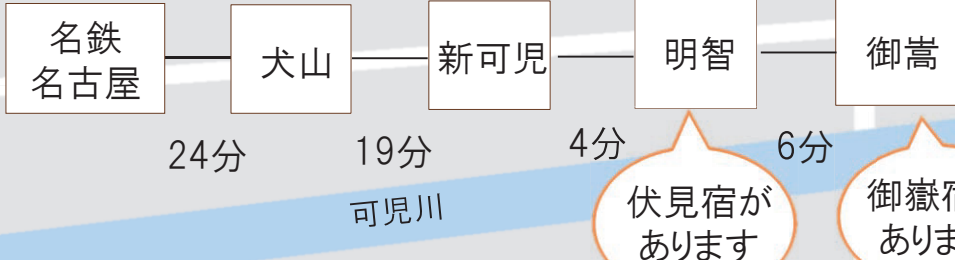 名鉄
名古屋
犬山
新可児
明智
御嵩
24分
19分
4分
6分
可児川
伏見宿が
あります
御嶽宿
ありま